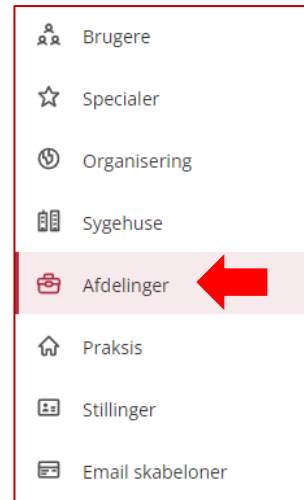 Brugere
Specialer
Organisering
Sygehuse
Afdelinger
Praksis
Stillinger
Email skabeloner